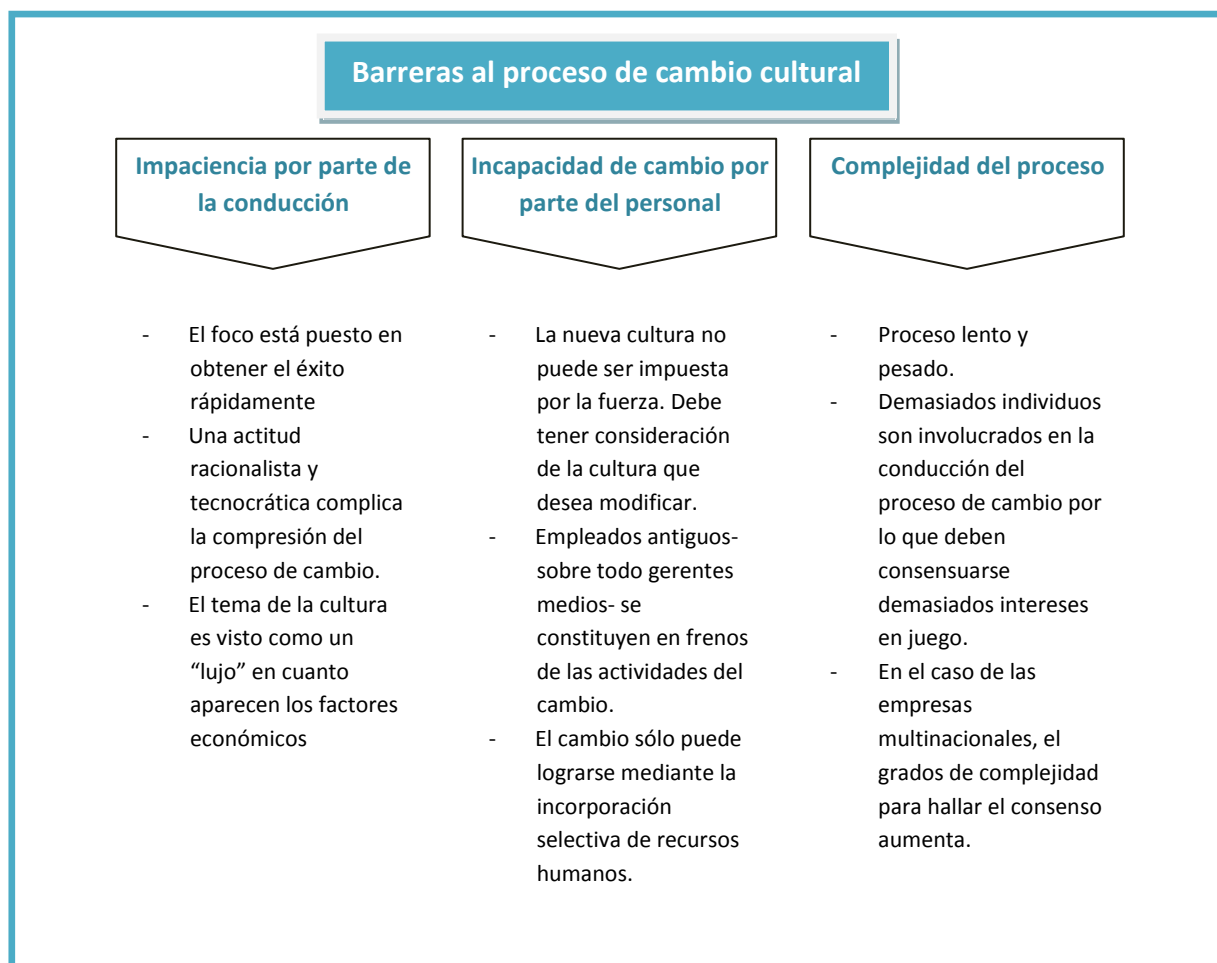 Barreras al proceso de cambio cultural
Impaciencia por parte de
la conducción
- El foco está puesto en
obtener el éxito
rápidamente
- Una actitud
racionalista y
tecnocrática complica
la compresión del
proceso de cambio.
- El tema de la cultura
es visto como un
“lujo” en cuanto
aparecen los factores
económicos
Incapacidad de cambio por
parte del personal
- La nueva cultura no
puede ser impuesta
por la fuerza. Debe
tener consideración
de la cultura que
desea modificar.
- Empleados antiguos-
sobre todo gerentes
medios- se
constituyen en frenos
de las actividades del
cambio.
- El cambio sólo puede
lograrse mediante la
incorporación
selectiva de recursos
humanos.
Complejidad del proceso
- Proceso lento y
pesado.
- Demasiados individuos
son involucrados en la
conducción del
proceso de cambio por
lo que deben
consensuarse
demasiados intereses
en juego.
- En el caso de las
empresas
multinacionales, el
grados de complejidad
para hallar el consenso
aumenta.